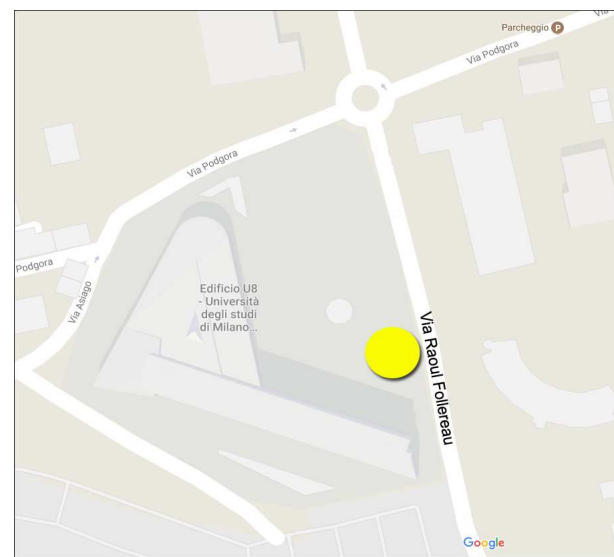 Parcheggio P
Via Podgora
Via Podgora
Podgora
Via Asiago
Edificio U8
- Università
degli studi
di Milano...
Via Raoul Follereau
Google